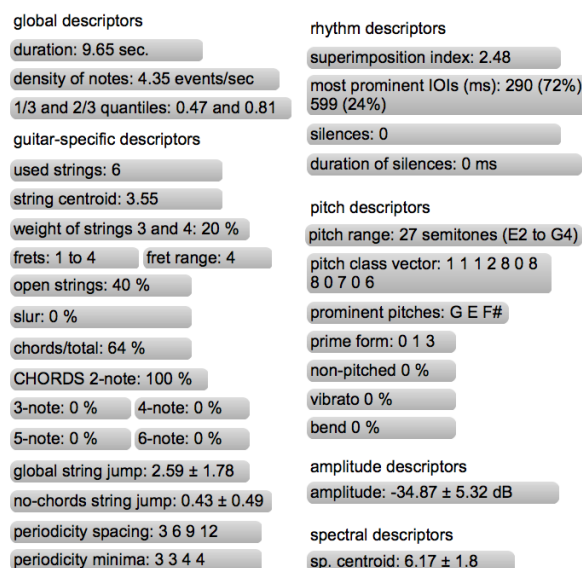 global descriptors
duration: 9.65 sec.
density of notes: 4.35 events/sec
1/3 and 2/3 quantiles: 0.47 and 0.81
guitar-specific descriptors
used strings: 6
string centroid: 3.55
weight of strings 3 and 4: 20 %
frets: 1 to 4
fret range: 4
open strings: 40 %
slur: 0 %
chords/total: 64 %
CHORDS 2-note: 100 %
3-note: 0 %
4-note: 0 %
5-note: 0 %
6-note: 0 %
global string jump: 2.59 ± 1.78
no-chords string jump: 0.43 ± 0.49
periodicity spacing: 3 6 9 12
periodicity minima: 3 3 4 4
rhythm descriptors
superimposition index: 2.48
most prominent IOIs (ms): 290 (72%)
599 (24%)
silences: 0
duration of silences: 0 ms
pitch descriptors
pitch range: 27 semitones (E2 to G4)
pitch class vector: 1 1 1 2 8 0 8
8 0 7 0 6
prominent pitches: G E F#
prime form: 0 1 3
non-pitched 0 %
vibrato 0 %
bend 0 %
amplitude descriptors
amplitude: -34.87 ± 5.32 dB
spectral descriptors
sp. centroid: 6.17 ± 1.8